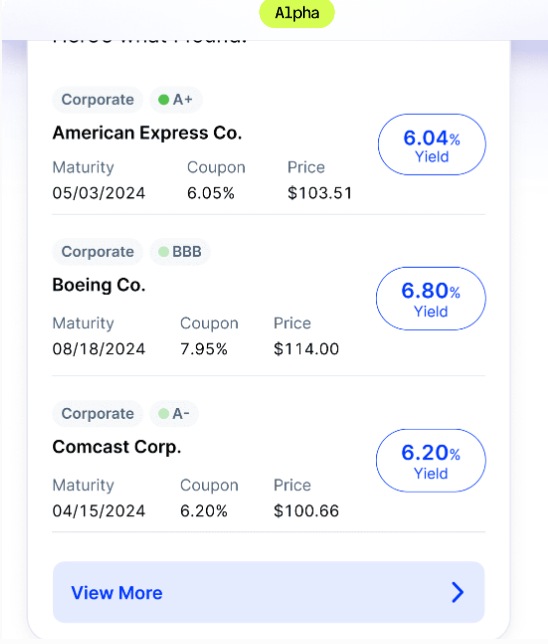 Alpha
Corporate A+
American Express Co.
6.04%
Yield
Maturity Coupon Price
05/03/2024 6.05% $103.51
Corporate BBB
Boeing Co.
6.80%
Yield
Maturity Coupon Price
08/18/2024 7.95% $114.00
Corporate A-
Comcast Corp.
6.20%
Yield
Maturity Coupon Price
04/15/2024 6.20% $100.66
View More